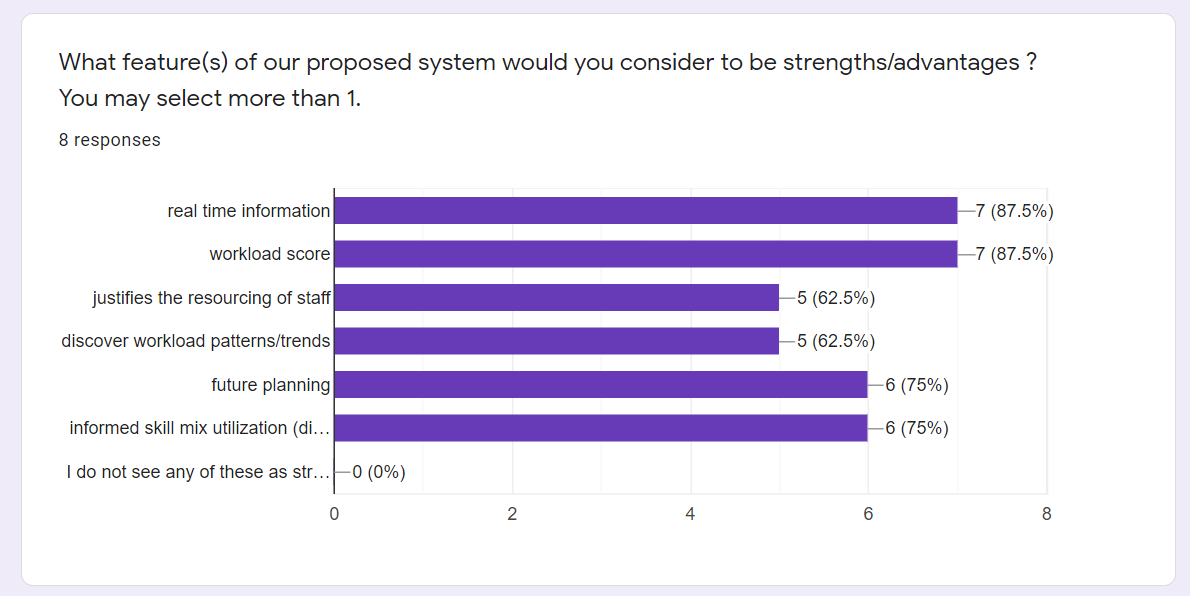 What feature(s) of our proposed system would you consider to be strengths/advantages ?
You may select more than 1.
8 responses
real time information 7 (87.5%)
workload score 7 (87.5%)
justifies the resourcing of staff 5 (62.5%)
discover workload patterns/trends 5 (62.5%)
future planning 6 (75%)
informed skill mix utilization (di… 6 (75%)
I do not see any of these as str… 0 (0%)
0 2 4 6 8